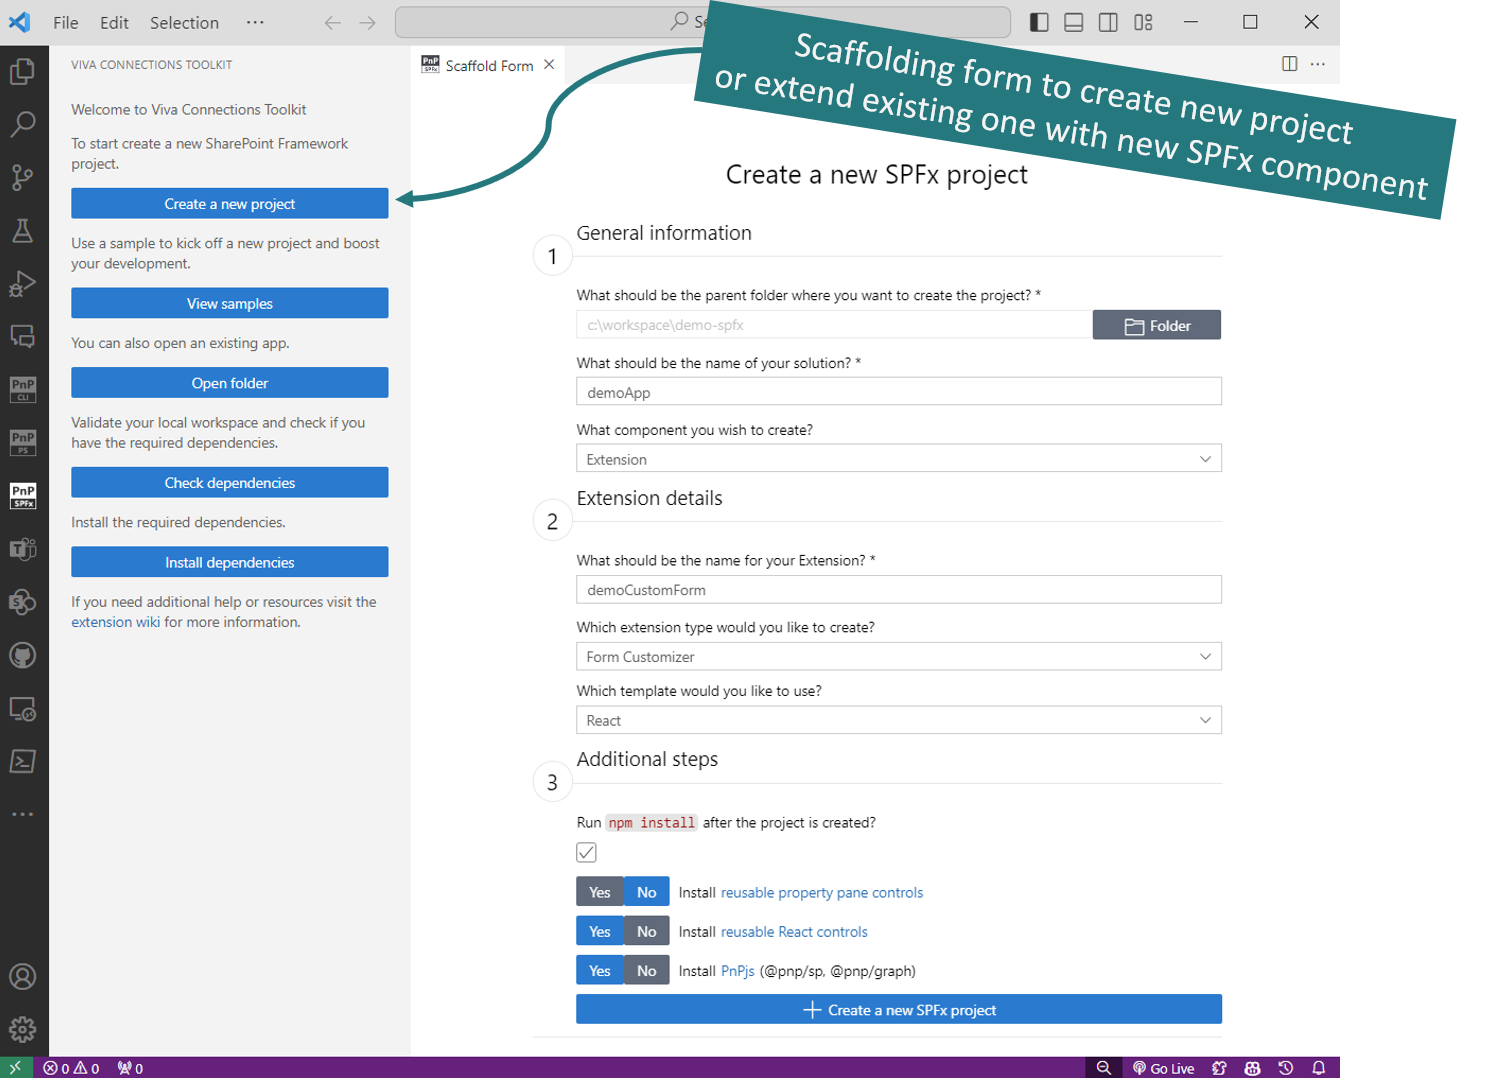 File Edit Selection ···
Se
Scaffolding form to create new project
or extend existing one with new SPFx component
VIVA CONNECTIONS TOOLKIT
PnP
SPFx
Scaffold Form
Welcome to Viva Connections Toolkit
To start create a new SharePoint Framework
project.
Create a new project
Use a sample to kick off a new project and boost
your development.
View samples
You can also open an existing app.
Open folder
Validate your local workspace and check if you
have the required dependencies.
Check dependencies
Install the required dependencies.
Install dependencies
If you need additional help or resources visit the
extension wiki for more information.
PnP
CLI
PnP
PS
PnP
SPFx
Create a new SPFx project
1
General information
What should be the parent folder where you want to create the project? *
c:\workspace\demo-spfx
Folder
What should be the name of your solution? *
demoApp
What component you wish to create?
Extension
2
Extension details
What should be the name for your Extension? *
demoCustomForm
Which extension type would you like to create?
Form Customizer
Which template would you like to use?
React
3
Additional steps
Run npm install after the project is created?
Yes No Install reusable property pane controls
Yes No Install reusable React controls
Yes No Install PnPjs (@pnp/sp, @pnp/graph)
+ Create a new SPFx project
0 0 0
Go Live